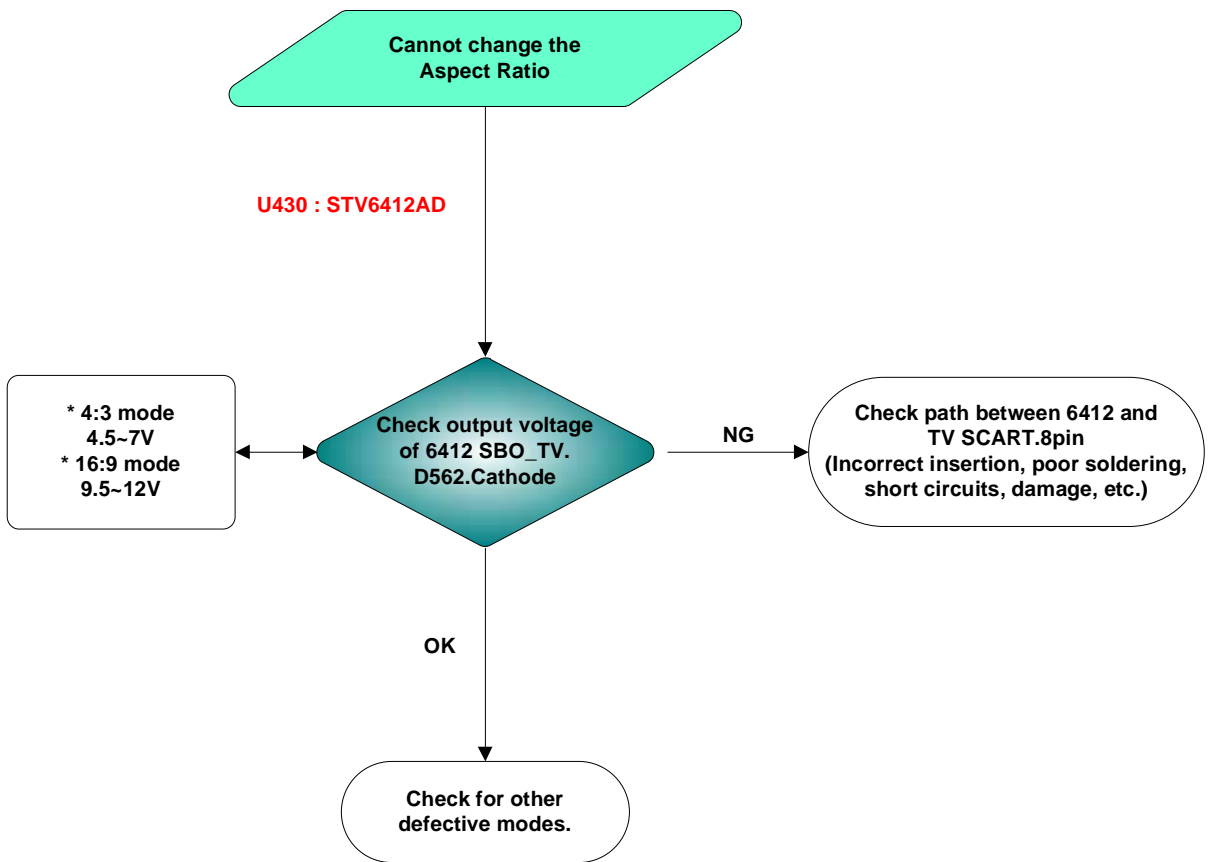 Cannot change the
Aspect Ratio
U430 : STV6412AD
* 4:3 mode
4.5~7V
* 16:9 mode
9.5~12V
Check output voltage
of 6412 SBO_TV.
D562.Cathode
NG
Check path between 6412 and
TV SCART.8pin
(Incorrect insertion, poor soldering,
short circuits, damage, etc.)
OK
Check for other
defective modes.